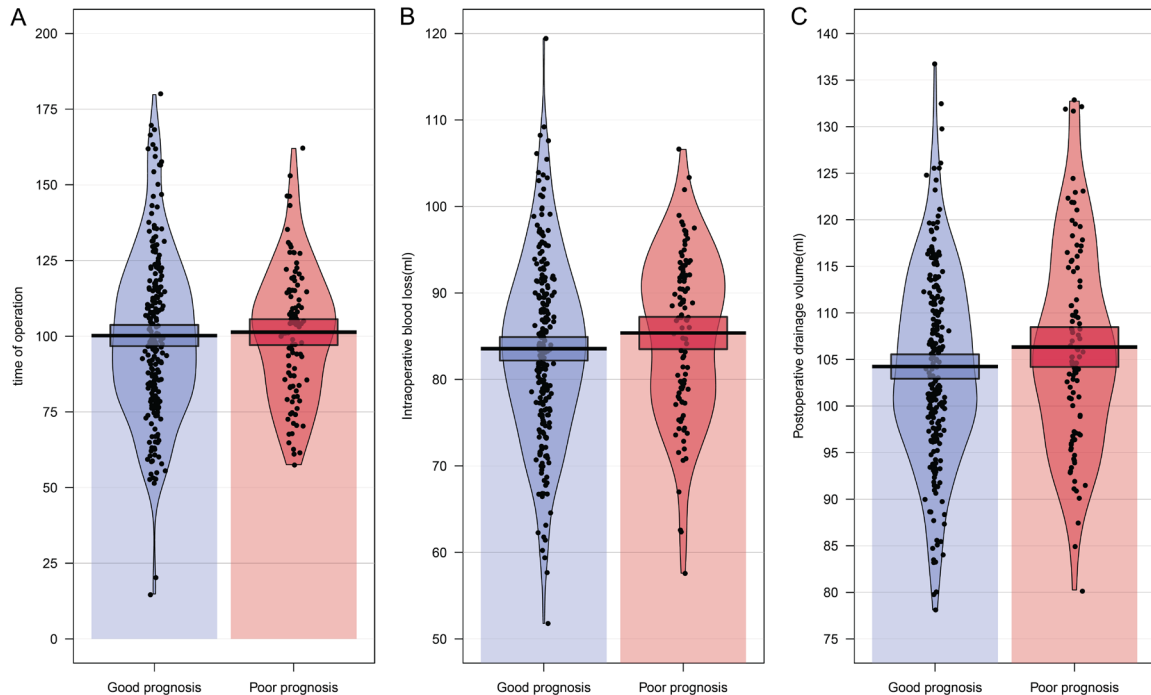 A
time of operation
200
175
150
125
100
75
50
25
0
Good prognosis
Poor prognosis
B
Intraoperative blood loss(ml)
120
110
100
90
80
70
60
50
Good prognosis
Poor prognosis
C
Postoperative drainage volume(ml)
140
135
130
125
120
115
110
105
100
95
90
85
80
75
Good prognosis
Poor prognosis